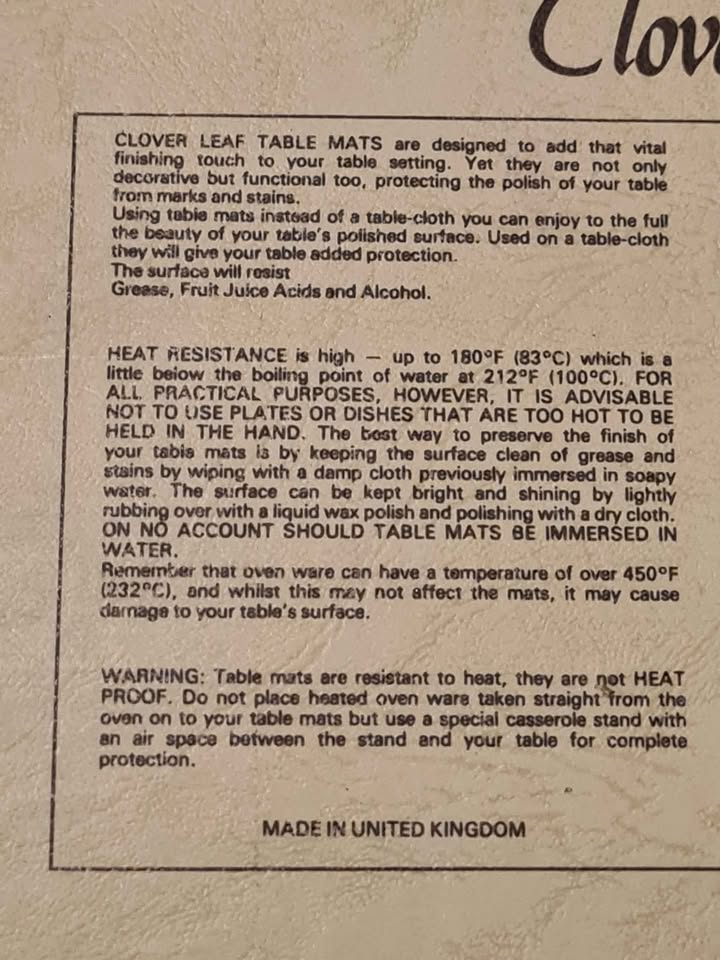 Clov
CLOVER LEAF TABLE MATS are designed to add that vital
finishing touch to your table setting. Yet they are not only
decorative but functional too, protecting the polish of your table
from marks and stains.
Using table mats instead of a table-cloth you can enjoy to the full
the beauty of your table's polished surface. Used on a table-cloth
they will give your table added protection.
The surface will resist
Grease, Fruit Juice Acids and Alcohol.
HEAT RESISTANCE is high — up to 180°F (83°C) which is a
little below the boiling point of water at 212°F (100°C). FOR
ALL PRACTICAL PURPOSES, HOWEVER, IT IS ADVISABLE
NOT TO USE PLATES OR DISHES THAT ARE TOO HOT TO BE
HELD IN THE HAND. The best way to preserve the finish of
your table mats is by keeping the surface clean of grease and
stains by wiping with a damp cloth previously immersed in soapy
water. The surface can be kept bright and shining by lightly
rubbing over with a liquid wax polish and polishing with a dry cloth.
ON NO ACCOUNT SHOULD TABLE MATS BE IMMERSED IN
WATER.
Remember that oven ware can have a temperature of over 450°F
(232°C), and whilst this may not affect the mats, it may cause
damage to your table's surface.
WARNING: Table mats are resistant to heat, they are not HEAT
PROOF. Do not place heated oven ware taken straight from the
oven on to your table mats but use a special casserole stand with
an air space between the stand and your table for complete
protection.
MADE IN UNITED KINGDOM